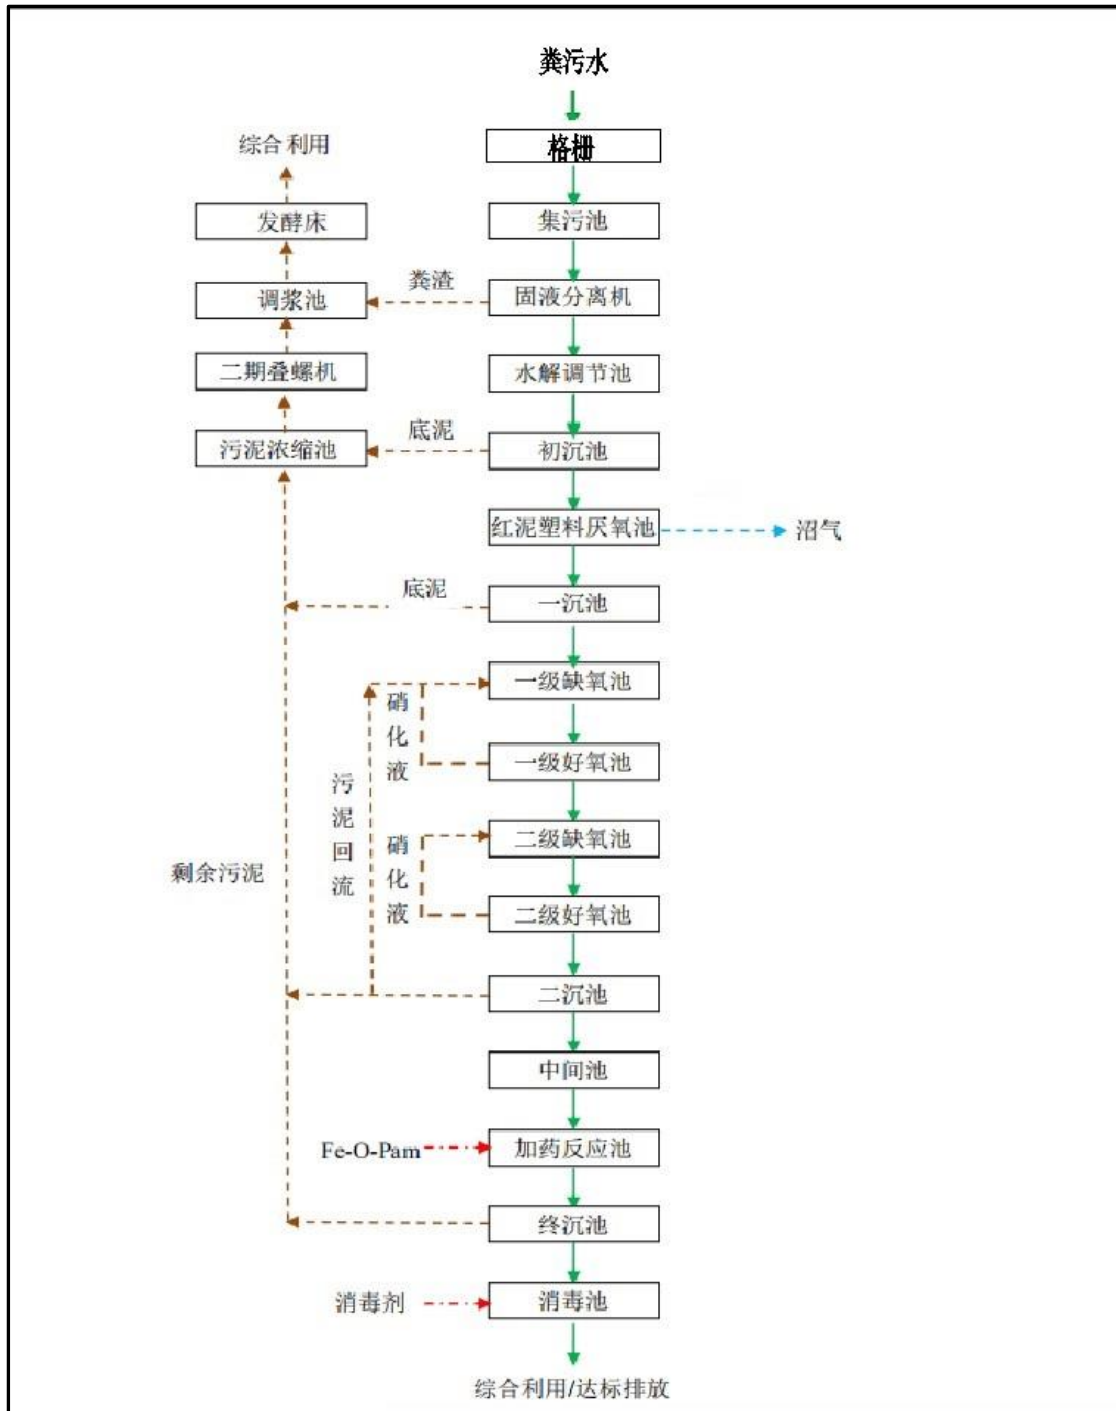 粪污水
格栅
综合利用
发酵床
集污池
粪渣
调浆池
固液分离机
二期叠螺机
水解调节池
底泥
污泥浓缩池
初沉池
红泥塑料厌氧池
沼气
底泥
一沉池
一级缺氧池
硝化液
一级好氧池
污泥回流
二级缺氧池
硝化液
剩余污泥
二级好氧池
二沉池
中间池
Fe-O-Pam
加药反应池
终沉池
消毒剂
消毒池
综合利用/达标排放